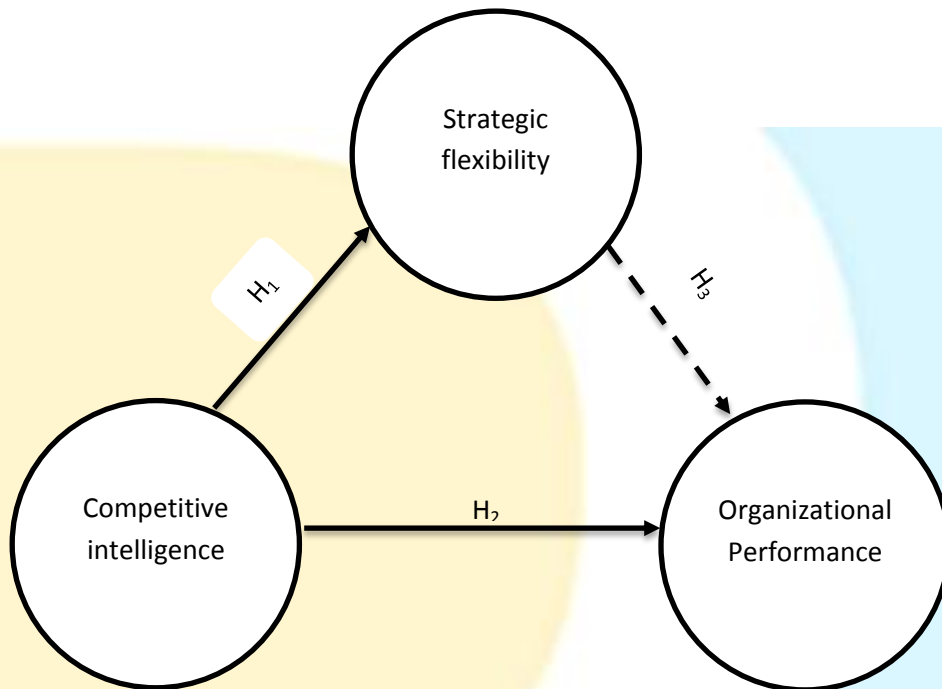 Strategic
flexibility
H₁
H₃
Competitive
intelligence
H₂
Organizational
Performance